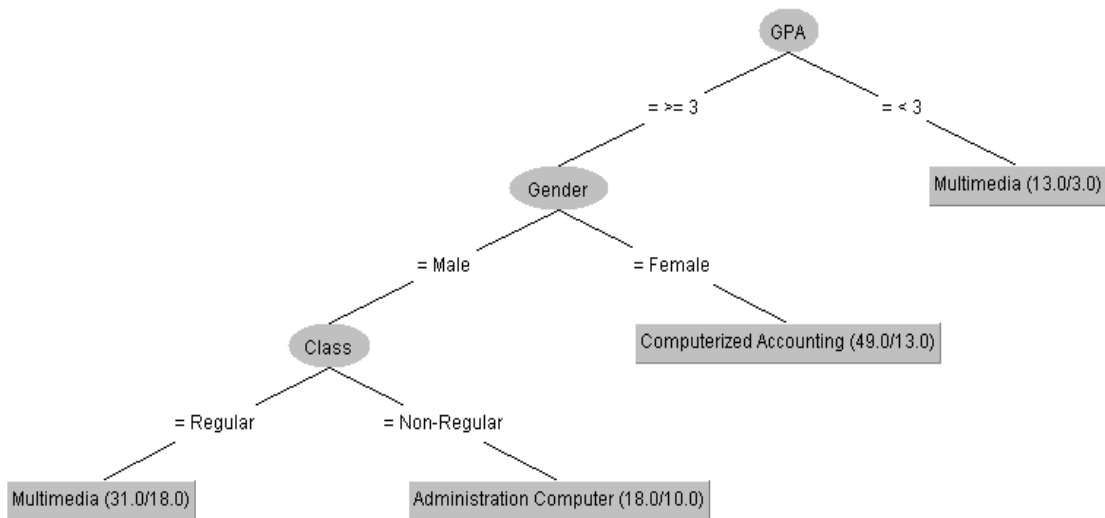 GPA
= >= 3
= < 3
Gender
Multimedia (13.0/3.0)
= Male
= Female
Class
Computerized Accounting (49.0/13.0)
= Regular
= Non-Regular
Multimedia (31.0/18.0)
Administration Computer (18.0/10.0)